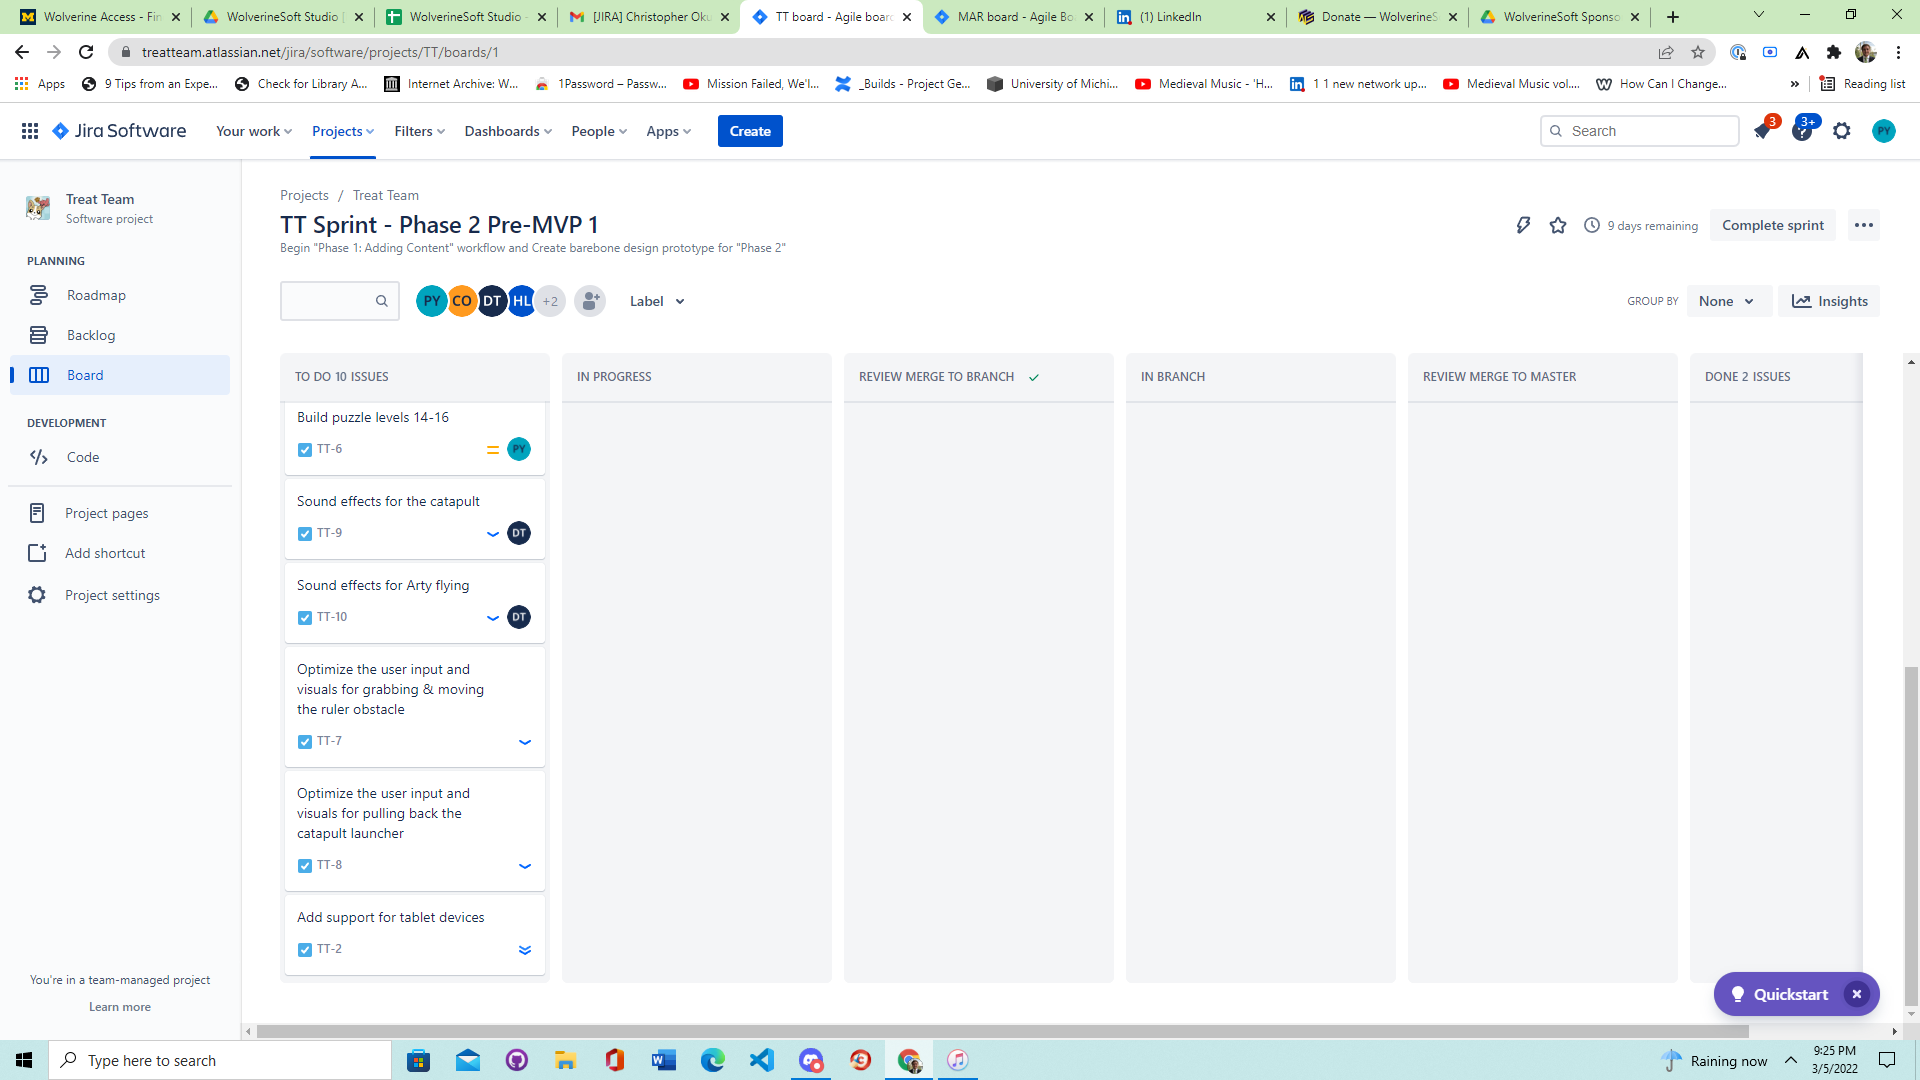 Wolverine Access - Fin
WolverineSoft Studio
WolverineSoft Studio -
[JIRA] Christopher Oku
TT board - Agile board
MAR board - Agile Bo
(1) LinkedIn
Donate — WolverineS
WolverineSoft Sponso
treatteam.atlassian.net/jira/software/projects/TT/boards/1
Apps
9 Tips from an Expe...
Check for Library A...
Internet Archive: W...
1Password – Passw...
Mission Failed, We'l...
_Builds - Project Ge...
University of Michi...
Medieval Music - 'H...
1 1 new network up...
Medieval Music vol....
How Can I Change...
»
Reading list
Jira Software
Your work
Projects
Filters
Dashboards
People
Apps
Create
Search
3
3+
PY
Treat Team
Software project
PLANNING
Roadmap
Backlog
Board
DEVELOPMENT
Code
Project pages
Add shortcut
Project settings
You're in a team-managed project
Learn more
Projects / Treat Team
TT Sprint - Phase 2 Pre-MVP 1
Begin "Phase 1: Adding Content" workflow and Create barebone design prototype for "Phase 2"
9 days remaining
Complete sprint
PY CO DT HL +2
Label
GROUP BY
None
Insights
TO DO 10 ISSUES
IN PROGRESS
REVIEW MERGE TO BRANCH
IN BRANCH
REVIEW MERGE TO MASTER
DONE 2 ISSUES
Build puzzle levels 14-16
TT-6
PY
Sound effects for the catapult
TT-9
DT
Sound effects for Arty flying
TT-10
DT
Optimize the user input and
visuals for grabbing & moving
the ruler obstacle
TT-7
Optimize the user input and
visuals for pulling back the
catapult launcher
TT-8
Add support for tablet devices
TT-2
Quickstart
Type here to search
Raining now
9:25 PM
3/5/2022